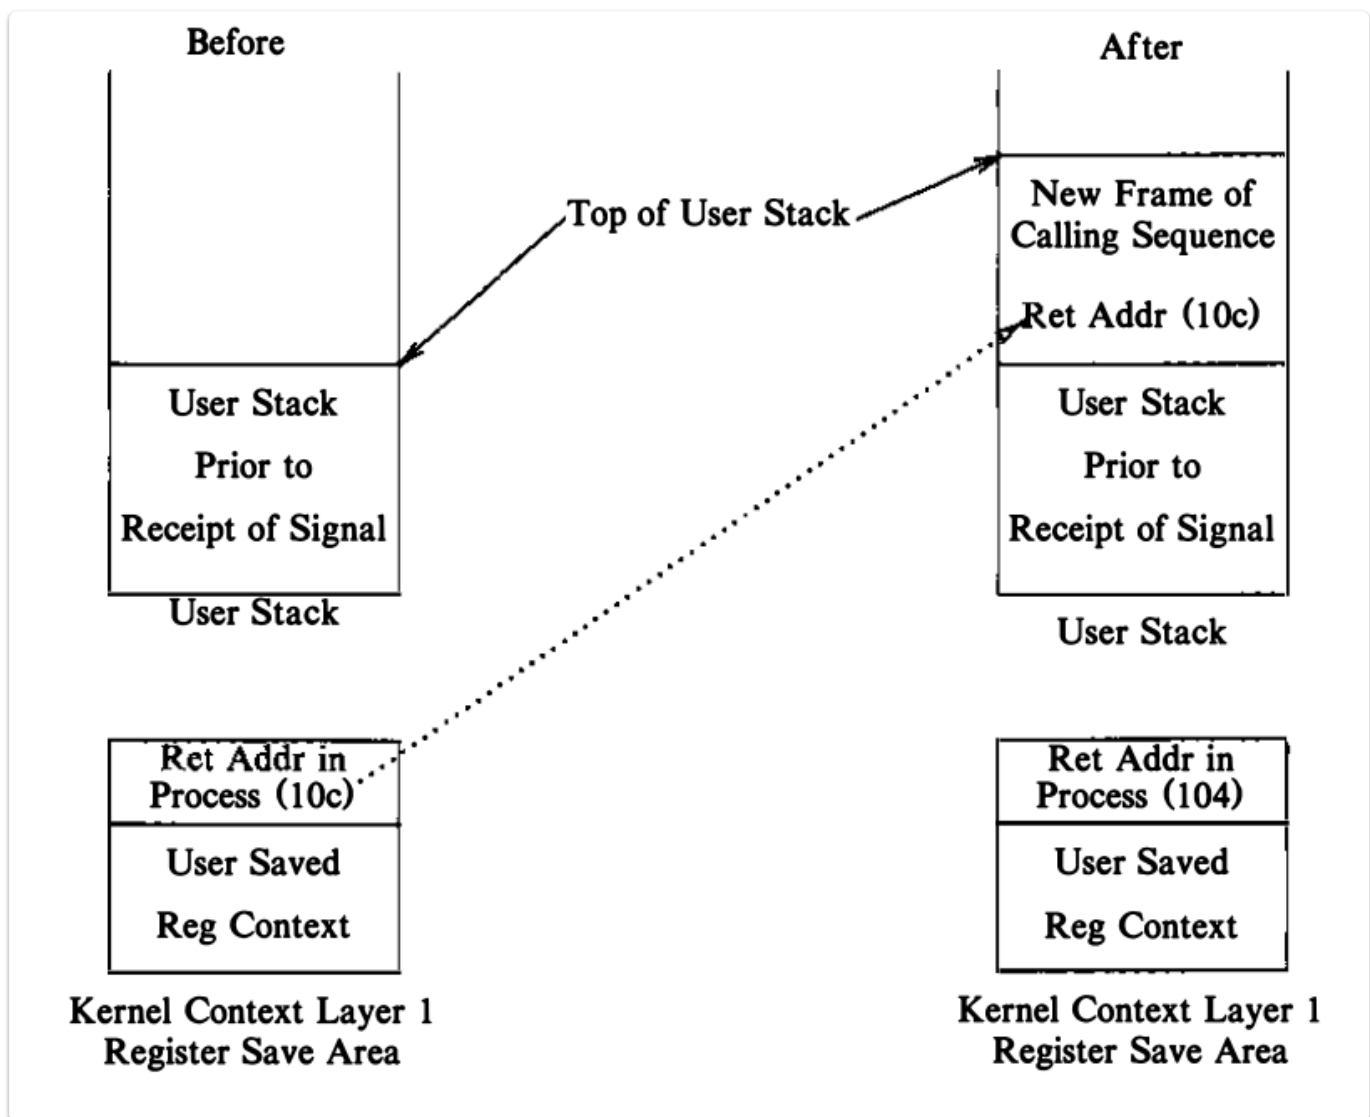 Before
After
Top of User Stack
New Frame of
Calling Sequence
Ret Addr (10c)
User Stack
Prior to
Receipt of Signal
User Stack
User Stack
Prior to
Receipt of Signal
User Stack
Ret Addr in
Process (10c)
User Saved
Reg Context
Kernel Context Layer 1
Register Save Area
Ret Addr in
Process (104)
User Saved
Reg Context
Kernel Context Layer 1
Register Save Area